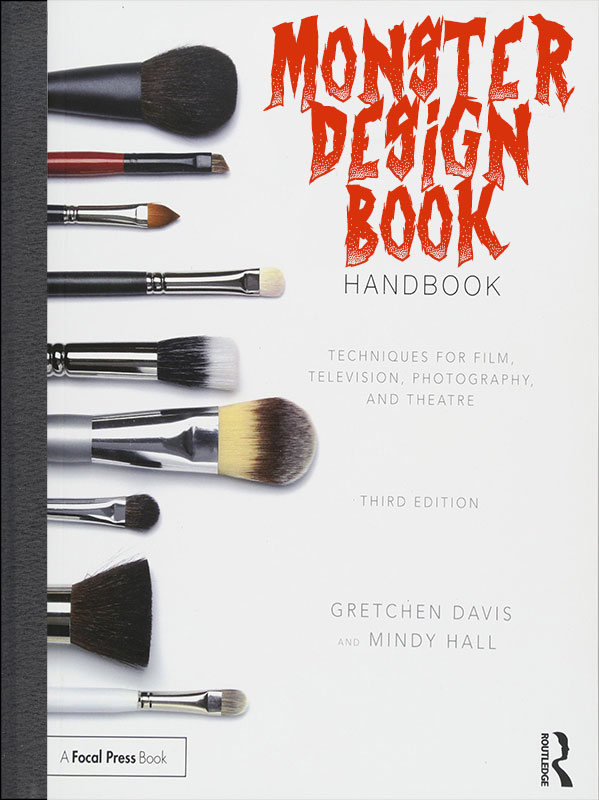 MONSTER
DESIGN
BOOK
HANDBOOK
TECHNIQUES FOR FILM,
TELEVISION, PHOTOGRAPHY,
AND THEATRE
THIRD EDITION
GRETCHEN DAVIS
AND MINDY HALL
A Focal Press Book
ROUTLEDGE